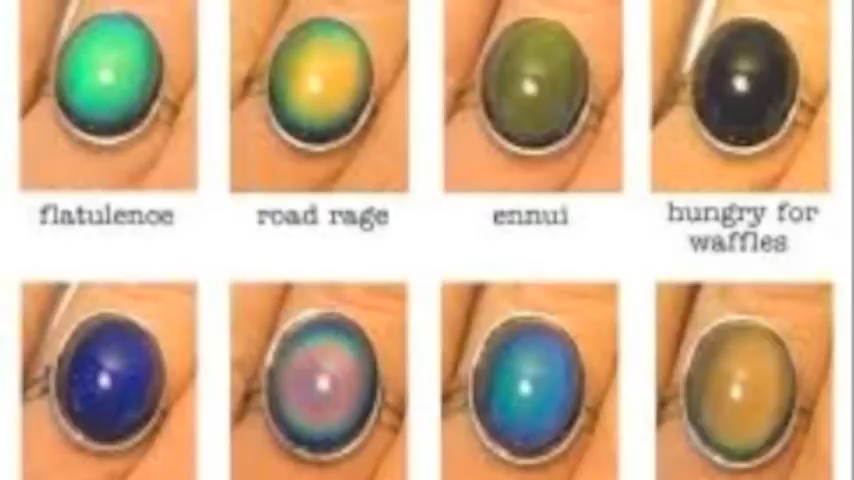 flatulence
road rage
ennui
hungry for
waffles